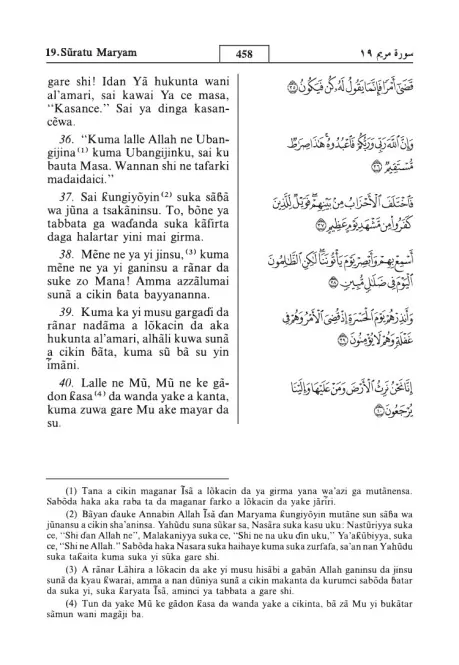 19. Sūratu Maryam
458
سورة مريم ١٩
gare shi! Idan Yā hukunta wani
al'amari, sai kawai Ya ce masa,
"Kasance." Sai ya dinga kasan-
cēwa.
36. "Kuma lalle Allah ne Uban-
gijina(1) kuma Ubangijinku, sai ku
bauta Masa. Wannan shi ne tafarki
madaidaici."
37. Sai ƙungiyōyin(2) suka sāɓā
wa jūna a tsakāninsu. To, bōne ya
tabbata ga waɗanda suka kāfirta
daga halartar yini mai girma.
38. Mēne ne ya yi jinsu,(3) kuma
mēne ne ya yi ganinsu a rānar da
suke zo Mana! Amma azzālumai
sunā a cikin ɓata bayyananna.
39. Kuma ka yi musu gargaɗi da
rānar nadāma a lōkacin da aka
hukunta al'amari, alhāli kuwa sunā
a cikin ɓāta, kuma sū bā su yin
īmāni.
40. Lalle ne Mū, Mū ne ke gā-
don ƙasa(4) da wanda yake a kanta,
kuma zuwa gare Mu ake mayar da
su.
قَضَىٰٓ أَمْرًا فَإِنَّمَا يَقُولُ لَهُۥ كُن فَيَكُونُ ٣٥
وَإِنَّ ٱللَّهَ رَبِّى وَرَبُّكُمْ فَٱعْبُدُوهُ هَٰذَا صِرَٰطٌ
مُّسْتَقِيمٌ ٣٦
فَٱخْتَلَفَ ٱلْأَحْزَابُ مِنۢ بَيْنِهِمْ فَوَيْلٌ لِّلَّذِينَ
كَفَرُوا۟ مِن مَّشْهَدِ يَوْمٍ عَظِيمٍ ٣٧
أَسْمِعْ بِهِمْ وَأَبْصِرْ يَوْمَ يَأْتُونَنَا لَٰكِنِ ٱلظَّٰلِمُونَ
ٱلْيَوْمَ فِى ضَلَٰلٍ مُّبِينٍ ٣٨
وَأَنذِرْهُمْ يَوْمَ ٱلْحَسْرَةِ إِذْ قُضِىَ ٱلْأَمْرُ وَهُمْ فِى
غَفْلَةٍ وَهُمْ لَا يُؤْمِنُونَ ٣٩
إِنَّا نَحْنُ نَرِثُ ٱلْأَرْضَ وَمَنْ عَلَيْهَا وَإِلَيْنَا
يُرْجَعُونَ ٤٠
(1) Tana a cikin maganar Īsā a lōkacin da ya girma yana wa'azi ga mutānensa.
Sabōda haka aka raba ta da maganar farko a lōkacin da yake jārīri.
(2) Bāyan ɗauke Annabin Allah Īsā ɗan Maryama ƙungiyōyin mutāne sun sāɓa wa
jūnansu a cikin sha'aninsa. Yahūdu suna sūkar sa, Nasāra suka kasu uku: Nastūriyya suka
ce, "Shi ɗan Allah ne", Malakaniyya suka ce, "Shi ne na uku ɗin uku," Ya'aƙūbiyya, suka
ce, "Shi ne Allah." Sabōda haka Nasara suka haihaye kuma suka zurfafa, sa'an nan Yahūdu
suka taƙaita kuma suka yi sūka gare shi.
(3) A rānar Lāhira a lōkacin da ake yi musu hisābi a gabān Allah ganinsu da jinsu
sunā da kyau ƙwarai, amma a nan dūniya sunā a cikin makanta da kurumci sabōda ɓatar
da suka yi, suka ƙaryata Īsā, aminci ya tabbata a gare shi.
(4) Tun da yake Mū ke gādon ƙasa da wanda yake a cikinta, bā zā Mu yi bukātar
sāmun wani magāji ba.